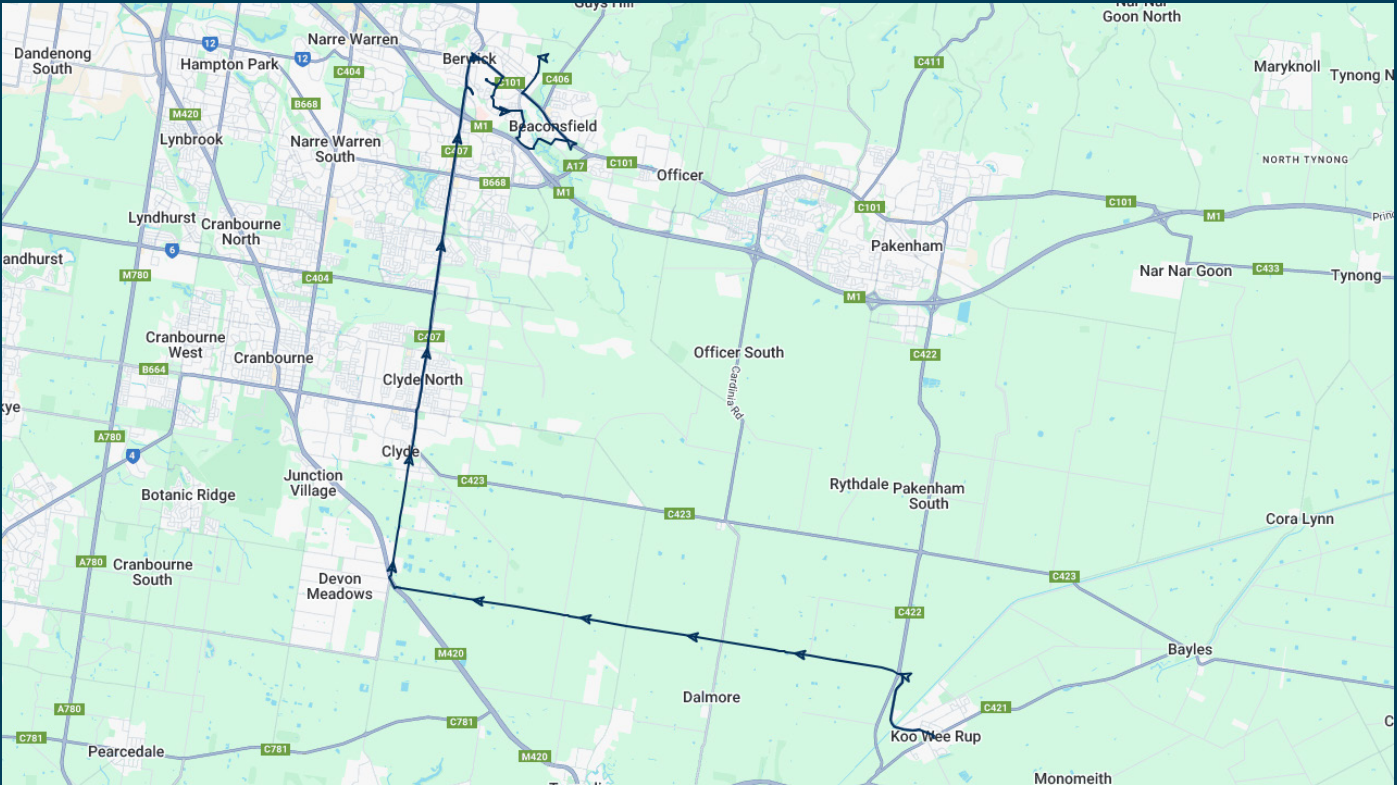 Guys Hill
Nar Nar
Goon North
12
Narre Warren
Dandenong
South
Hampton Park
12
C404
Berwick
C101
C406
C411
Maryknoll
Tynong N
B668
M420
Lynbrook
Narre Warren
South
M1
Beaconsfield
C407
A17
C101
Officer
NORTH TYNONG
B668
M1
C101
C101
M1
Princ
Lyndhurst
Cranbourne
North
6
andhurst
M780
C404
Pakenham
Nar Nar Goon
C433
Tynong
M1
C407
Cranbourne
West
Cranbourne
B664
Officer South
C422
Clyde North
Cardinia Rd
kye
A780
4
Clyde
Junction
Village
C423
Botanic Ridge
Rythdale
Pakenham
South
C423
Cora Lynn
A780
Cranbourne
South
Devon
Meadows
C423
C422
M420
Bayles
Dalmore
A780
C421
C781
C781
C781
Pearcedale
Koo Wee Rup
M420
Monomeith